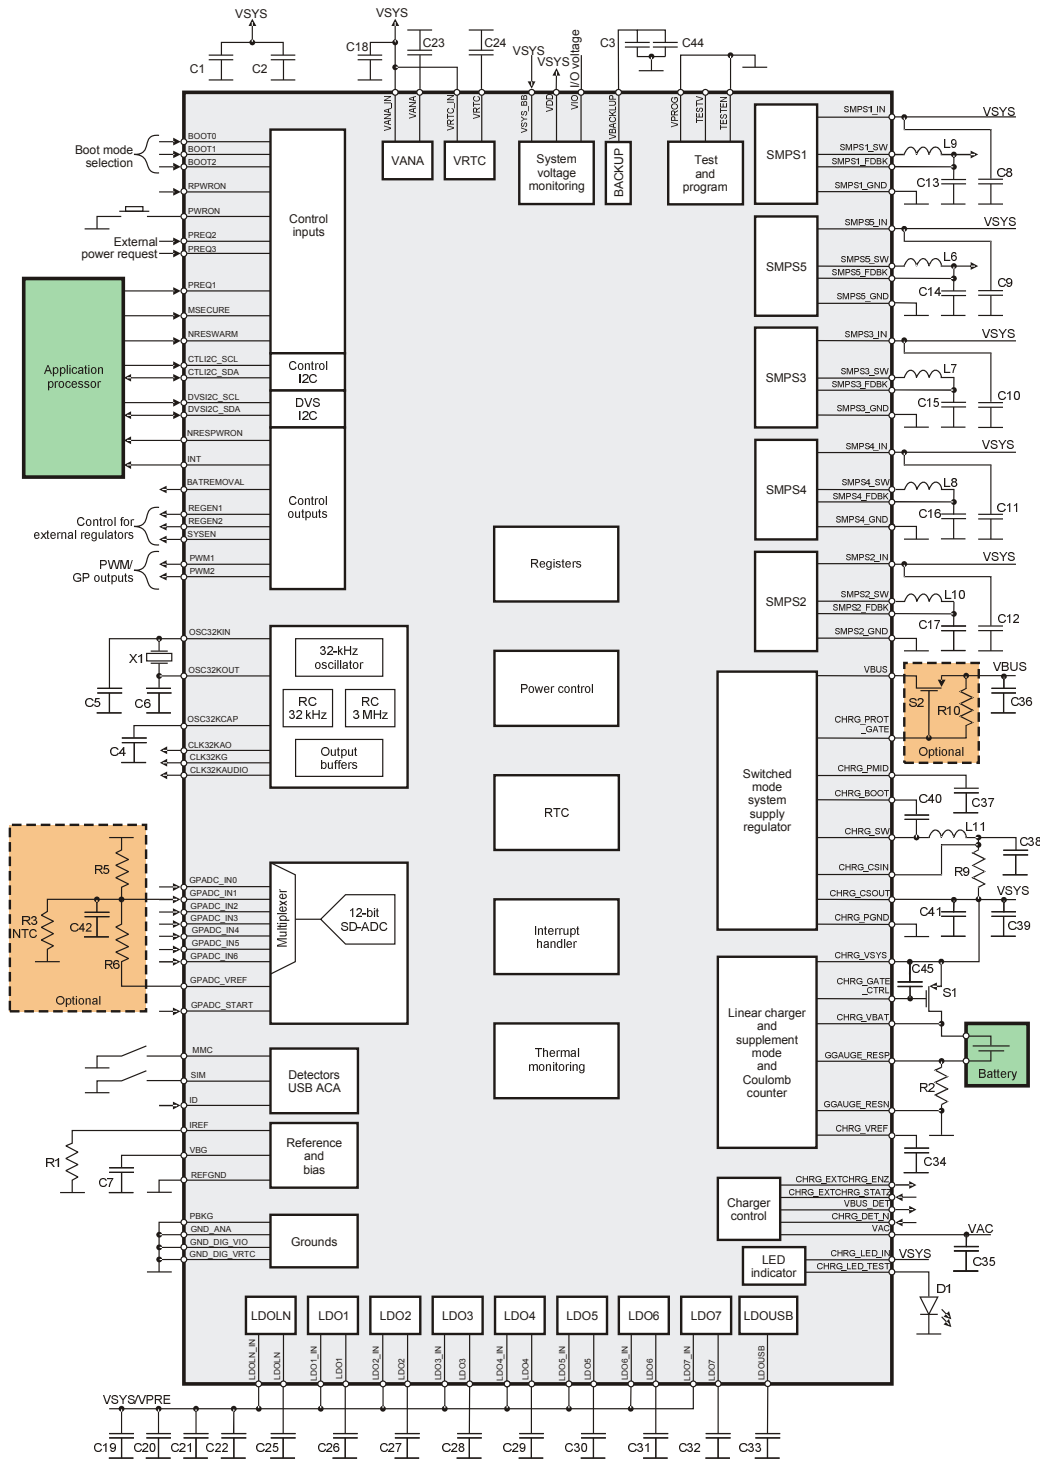 VSYS
C1
C2
VSYS
C18
C23
C24
VSYS
VSYS
I/O voltage
C3
C44
VANA_IN
VANA
VRTC_IN
VRTC
VSYS_BB
VDD
VIO
VBACKUP
VPROG
TESTV
TESTEN
VANA
VRTC
System
voltage
monitoring
BACKUP
Test
and
program
Boot mode
selection
BOOT0
BOOT1
BOOT2
RPWRON
PWRON
External
power request
PREQ2
PREQ3
Control
inputs
Application
processor
PREQ1
MSECURE
NRESWARM
CTLI2C_SCL
CTLI2C_SDA
Control
I2C
DVSI2C_SCL
DVSI2C_SDA
DVS
I2C
NRESPWRON
INT
BATREMOVAL
Control for
external regulators
REGEN1
REGEN2
SYSEN
PWM/
GP outputs
PWM1
PWM2
Control
outputs
X1
C5
C6
C4
OSC32KIN
OSC32KOUT
OSC32KCAP
CLK32KAO
CLK32KG
CLK32KAUDIO
32-kHz
oscillator
RC
32 kHz
RC
3 MHz
Output
buffers
R5
R3
NTC
C42
R6
Optional
GPADC_IN0
GPADC_IN1
GPADC_IN2
GPADC_IN3
GPADC_IN4
GPADC_IN5
GPADC_IN6
GPADC_VREF
GPADC_START
Multiplexer
12-bit
SD-ADC
MMC
SIM
ID
Detectors
USB ACA
R1
C7
IREF
VBG
REFGND
Reference
and
bias
PBKG
GND_ANA
GND_DIG_VIO
GND_DIG_VRTC
Grounds
Registers
Power control
RTC
Interrupt
handler
Thermal
monitoring
SMPS1
SMPS1_IN
SMPS1_SW
SMPS1_FDBK
SMPS1_GND
VSYS
L9
C13
C8
SMPS5
SMPS5_IN
SMPS5_SW
SMPS5_FDBK
SMPS5_GND
VSYS
L6
C14
C9
SMPS3
SMPS3_IN
SMPS3_SW
SMPS3_FDBK
SMPS3_GND
VSYS
L7
C15
C10
SMPS4
SMPS4_IN
SMPS4_SW
SMPS4_FDBK
SMPS4_GND
VSYS
L8
C16
C11
SMPS2
SMPS2_IN
SMPS2_SW
SMPS2_FDBK
SMPS2_GND
VSYS
L10
C17
C12
Switched
mode
system
supply
regulator
VBUS
CHRG_PROT
_GATE
CHRG_PMID
CHRG_BOOT
CHRG_SW
CHRG_CSIN
CHRG_CSOUT
CHRG_PGND
S2
R10
Optional
VBUS
C36
C37
C40
L11
C38
R9
VSYS
C41
C39
Linear charger
and
supplement
mode
and
Coulomb
counter
CHRG_VSYS
CHRG_GATE
_CTRL
CHRG_VBAT
GGAUGE_RESP
GGAUGE_RESN
CHRG_VREF
C45
S1
Battery
R2
C34
Charger
control
CHRG_EXTCHRG_ENZ
CHRG_EXTCHRG_STATZ
VBUS_DET
CHRG_DET_N
VAC
VAC
C35
LED
indicator
CHRG_LED_IN
CHRG_LED_TEST
VSYS
D1
LDOLN
LDO1
LDO2
LDO3
LDO4
LDO5
LDO6
LDO7
LDOUSB
LDOLN_IN
LDOLN
LDO1_IN
LDO1
LDO2_IN
LDO2
LDO3_IN
LDO3
LDO4_IN
LDO4
LDO5_IN
LDO5
LDO6_IN
LDO6
LDO7_IN
LDO7
LDOUSB
VSYS/VPRE
C19
C20
C21
C22
C25
C26
C27
C28
C29
C30
C31
C32
C33